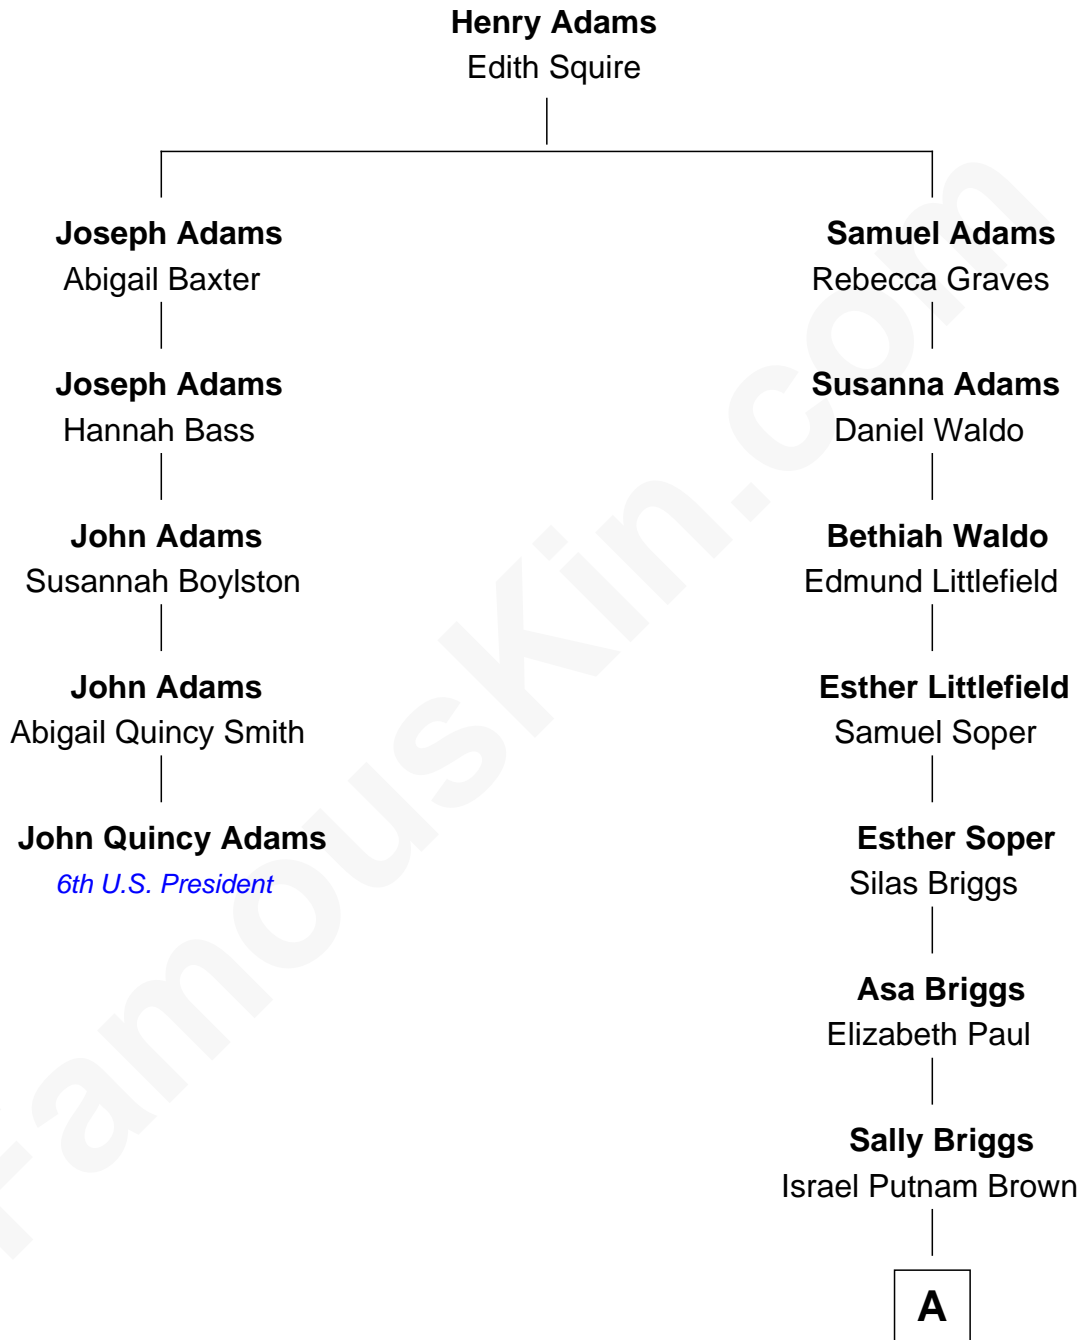 Henry Adams
Edith Squire
Joseph Adams
Abigail Baxter
Joseph Adams
Hannah Bass
John Adams
Susannah Boylston
John Adams
Abigail Quincy Smith
John Quincy Adams
6th U.S. President
Samuel Adams
Rebecca Graves
Susanna Adams
Daniel Waldo
Bethiah Waldo
Edmund Littlefield
Esther Littlefield
Samuel Soper
Esther Soper
Silas Briggs
Asa Briggs
Elizabeth Paul
Sally Briggs
Israel Putnam Brown
A
FamousKin.com